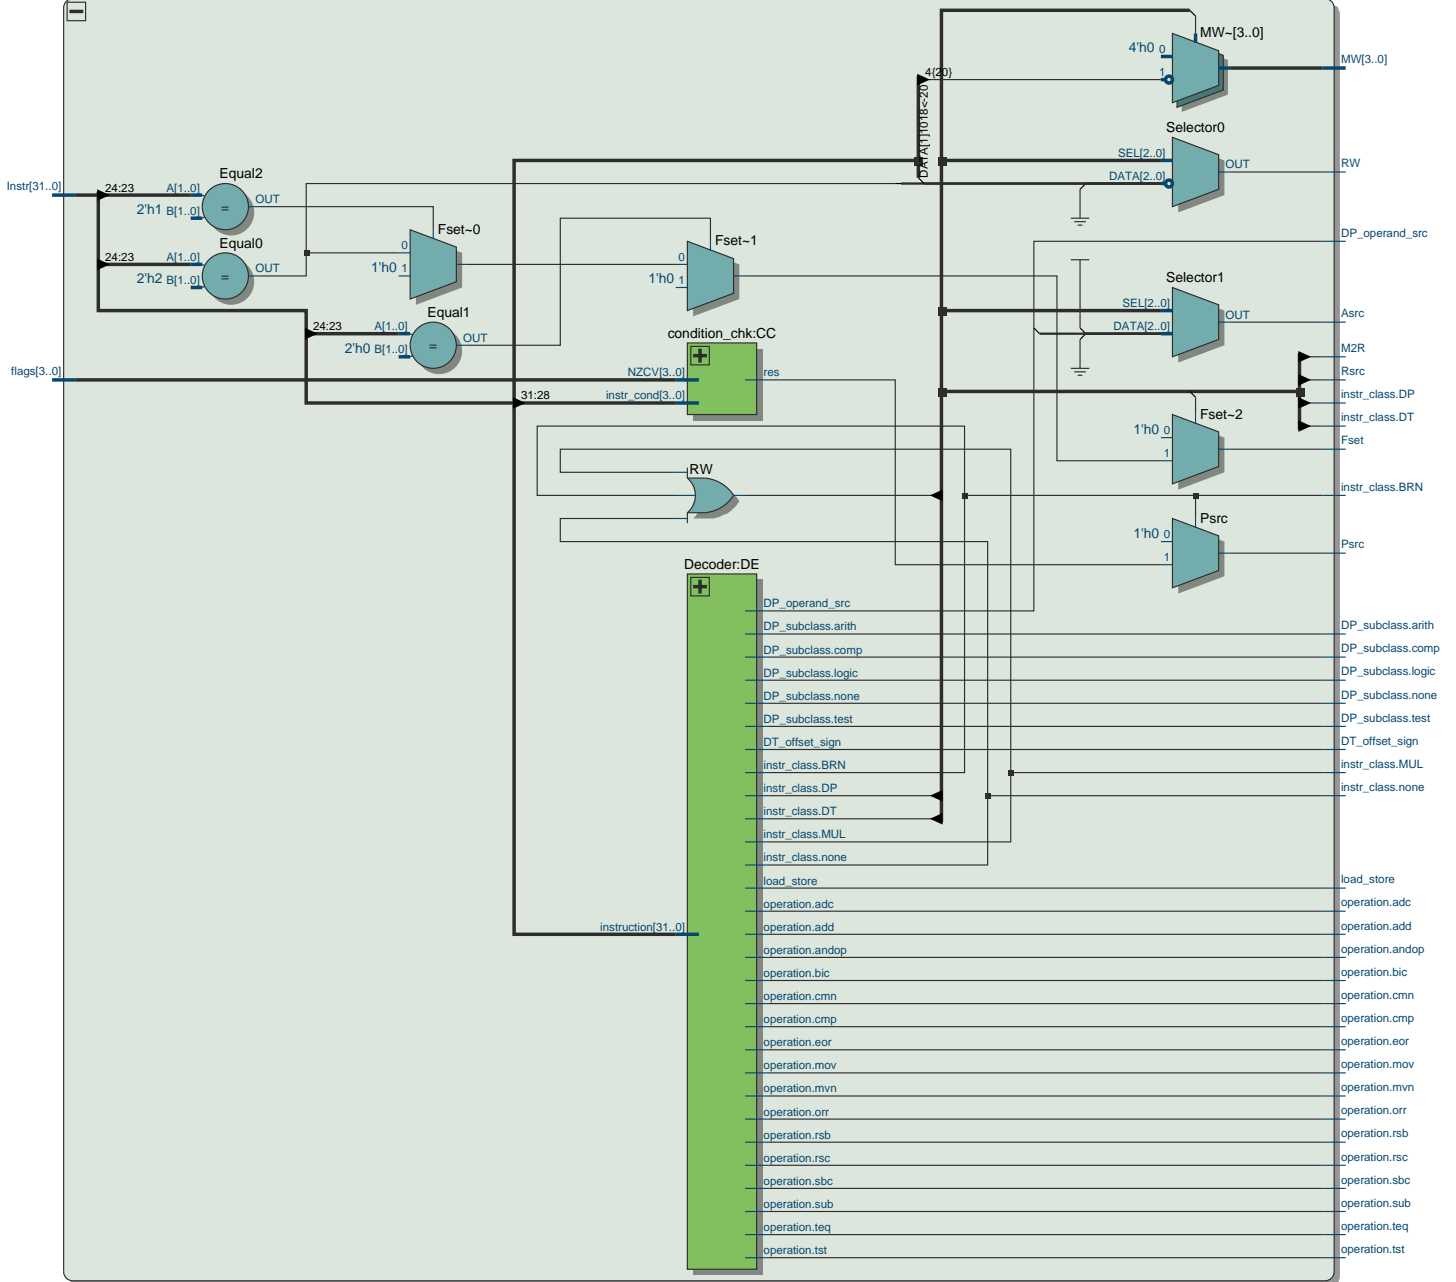 MW~[3..0]
4'h0 0
MW[3..0]
4{20}
1
DATA[1]1018<-20
Selector0
SEL[2..0]
OUT
RW
DATA[2..0]
Equal2
Instr[31..0]
24:23
A[1..0]
OUT
2'h1 B[1..0]
=
Fset~0
DP_operand_src
Equal0
Fset~1
24:23
A[1..0]
0
OUT
0
2'h2 B[1..0]
=
1'h0 1
1'h0 1
Selector1
SEL[2..0]
OUT
Asrc
DATA[2..0]
Equal1
24:23
A[1..0]
OUT
2'h0 B[1..0]
=
condition_chk:CC
M2R
flags[3..0]
NZCV[3..0]
res
Rsrc
31:28
instr_cond[3..0]
instr_class.DP
Fset~2
instr_class.DT
1'h0 0
Fset
1
RW
instr_class.BRN
Psrc
1'h0 0
Psrc
1
Decoder:DE
DP_operand_src
DP_subclass.arith
DP_subclass.arith
DP_subclass.comp
DP_subclass.comp
DP_subclass.logic
DP_subclass.logic
DP_subclass.none
DP_subclass.none
DP_subclass.test
DP_subclass.test
DT_offset_sign
DT_offset_sign
instr_class.BRN
instr_class.MUL
instr_class.DP
instr_class.none
instr_class.DT
instr_class.MUL
instr_class.none
load_store
load_store
operation.adc
operation.adc
instruction[31..0]
operation.add
operation.add
operation.andop
operation.andop
operation.bic
operation.bic
operation.cmn
operation.cmn
operation.cmp
operation.cmp
operation.eor
operation.eor
operation.mov
operation.mov
operation.mvn
operation.mvn
operation.orr
operation.orr
operation.rsb
operation.rsb
operation.rsc
operation.rsc
operation.sbc
operation.sbc
operation.sub
operation.sub
operation.teq
operation.teq
operation.tst
operation.tst